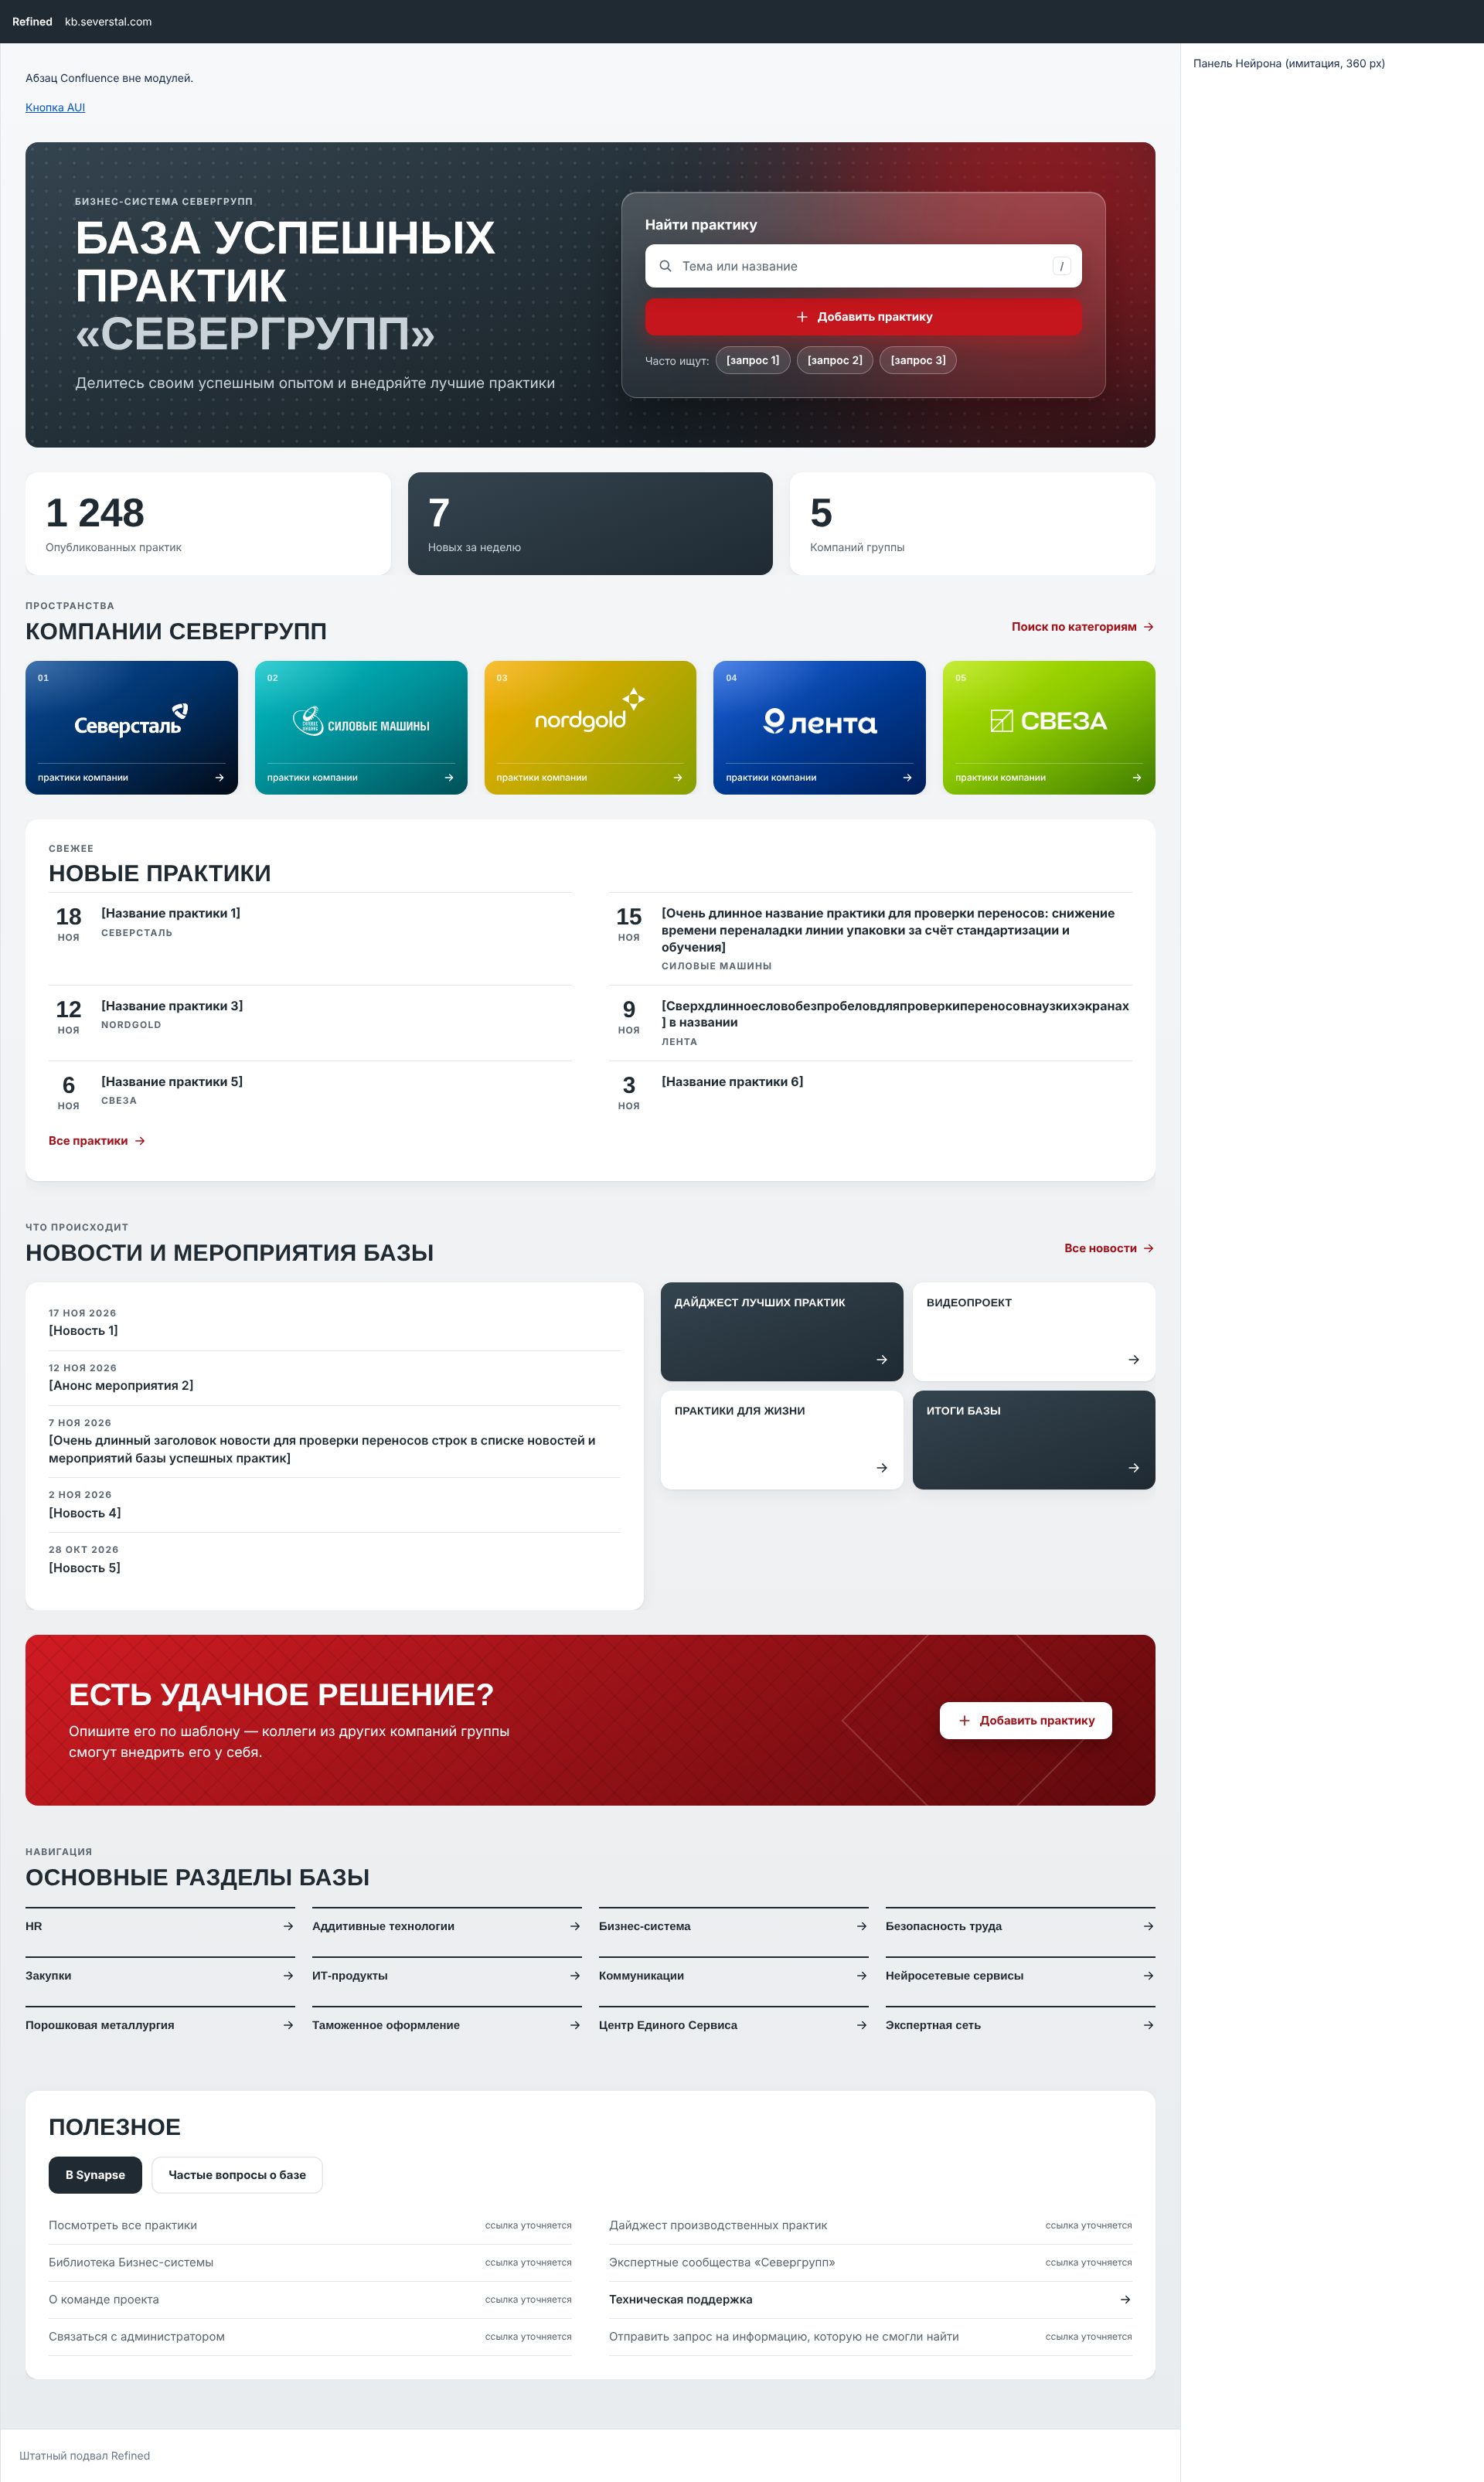 Refined kb.severstal.com
Абзац Confluence вне модулей.
Кнопка AUI
Панель Нейрона (имитация, 360 px)
БИЗНЕС-СИСТЕМА СЕВЕРГРУПП
БАЗА УСПЕШНЫХ
ПРАКТИК
«СЕВЕРГРУПП»
Делитесь своим успешным опытом и внедряйте лучшие практики
Найти практику
Тема или название /
Добавить практику
Часто ищут: [запрос 1] [запрос 2] [запрос 3]
1 248
Опубликованных практик
7
Новых за неделю
5
Компаний группы
ПРОСТРАНСТВА
КОМПАНИИ СЕВЕРГРУПП
Поиск по категориям →
01
Северсталь
практики компании →
02
СИЛОВЫЕ МАШИНЫ
практики компании →
03
nordgold
практики компании →
04
лента
практики компании →
05
СВЕЗА
практики компании →
СВЕЖЕЕ
НОВЫЕ ПРАКТИКИ
18
НОЯ
[Название практики 1]
СЕВЕРСТАЛЬ
15
НОЯ
[Очень длинное название практики для проверки переносов: снижение
времени переналадки линии упаковки за счёт стандартизации и
обучения]
СИЛОВЫЕ МАШИНЫ
12
НОЯ
[Название практики 3]
NORDGOLD
9
НОЯ
[Сверхдлинноесловобезпробеловдляпроверкипереносовнаузкихэкранах
] в названии
ЛЕНТА
6
НОЯ
[Название практики 5]
СВЕЗА
3
НОЯ
[Название практики 6]
Все практики →
ЧТО ПРОИСХОДИТ
НОВОСТИ И МЕРОПРИЯТИЯ БАЗЫ
Все новости →
17 НОЯ 2026
[Новость 1]
12 НОЯ 2026
[Анонс мероприятия 2]
7 НОЯ 2026
[Очень длинный заголовок новости для проверки переносов строк в списке новостей и
мероприятий базы успешных практик]
2 НОЯ 2026
[Новость 4]
28 ОКТ 2026
[Новость 5]
ДАЙДЖЕСТ ЛУЧШИХ ПРАКТИК
→
ВИДЕОПРОЕКТ
→
ПРАКТИКИ ДЛЯ ЖИЗНИ
→
ИТОГИ БАЗЫ
→
ЕСТЬ УДАЧНОЕ РЕШЕНИЕ?
Опишите его по шаблону — коллеги из других компаний группы
смогут внедрить его у себя.
Добавить практику
НАВИГАЦИЯ
ОСНОВНЫЕ РАЗДЕЛЫ БАЗЫ
HR → Аддитивные технологии → Бизнес-система → Безопасность труда →
Закупки → ИТ-продукты → Коммуникации → Нейросетевые сервисы →
Порошковая металлургия → Таможенное оформление → Центр Единого Сервиса → Экспертная сеть →
ПОЛЕЗНОЕ
В Synapse Частые вопросы о базе
Посмотреть все практики ссылка уточняется Дайджест производственных практик ссылка уточняется
Библиотека Бизнес-системы ссылка уточняется Экспертные сообщества «Севергрупп» ссылка уточняется
О команде проекта ссылка уточняется Техническая поддержка →
Связаться с администратором ссылка уточняется Отправить запрос на информацию, которую не смогли найти ссылка уточняется
Штатный подвал Refined